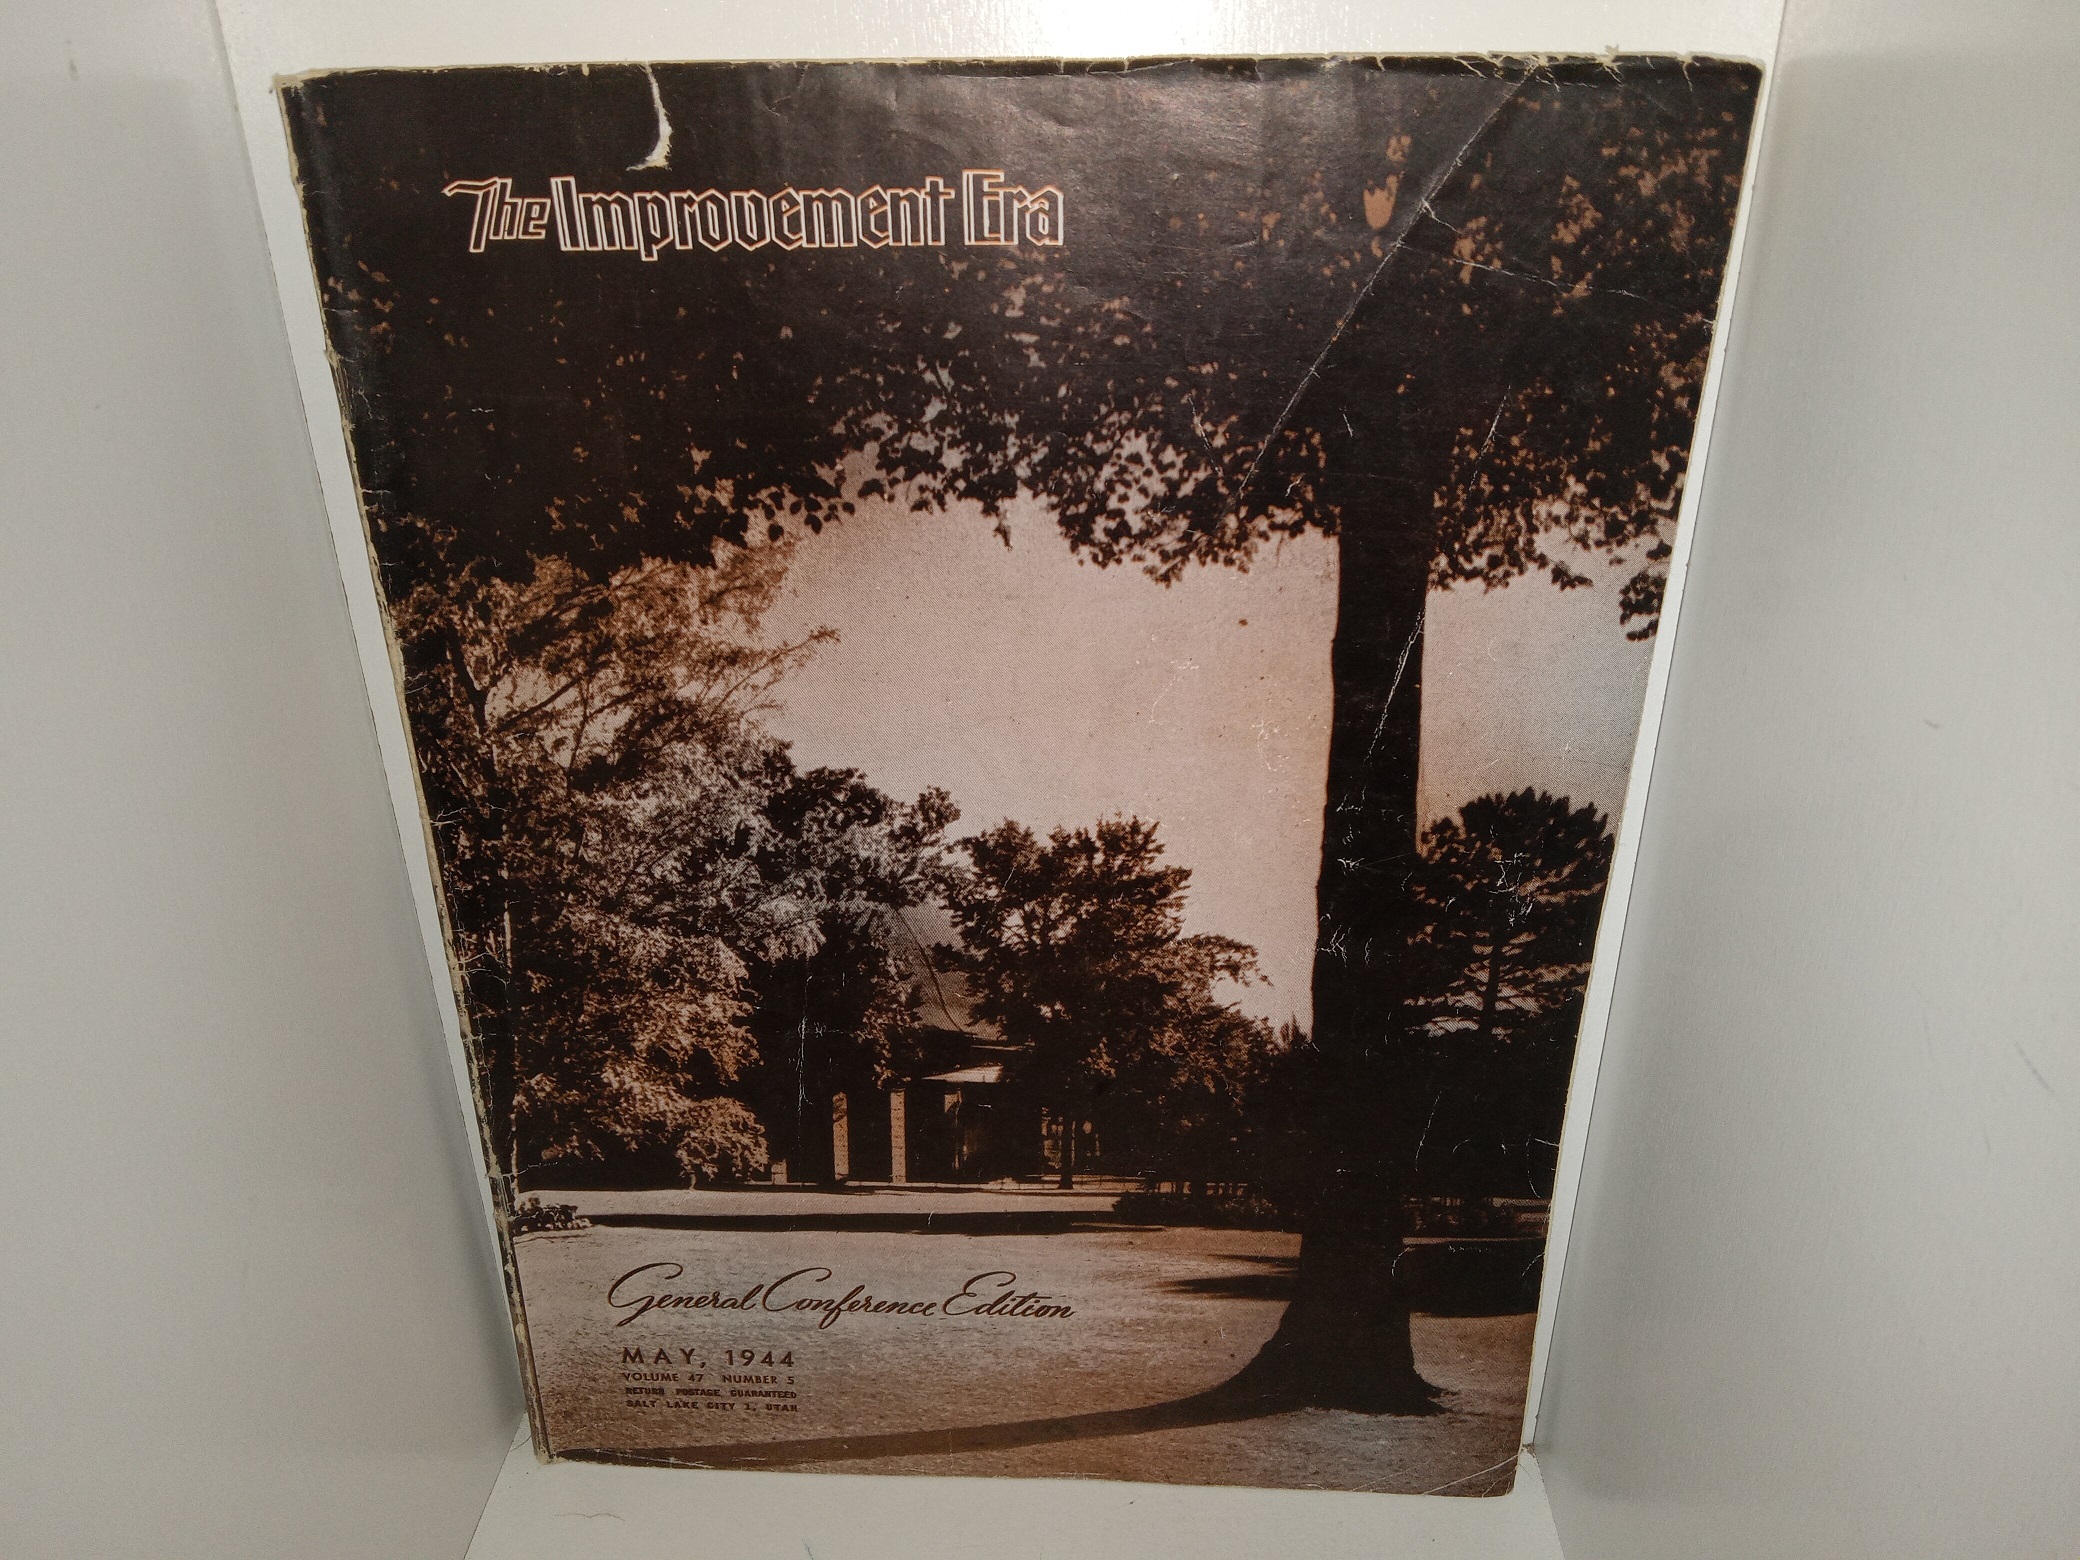 The Improvement Era
General Conference Edition
MAY, 1944
VOLUME 47 NUMBER 5
RETURN POSTAGE GUARANTEED
SALT LAKE CITY 1, UTAH